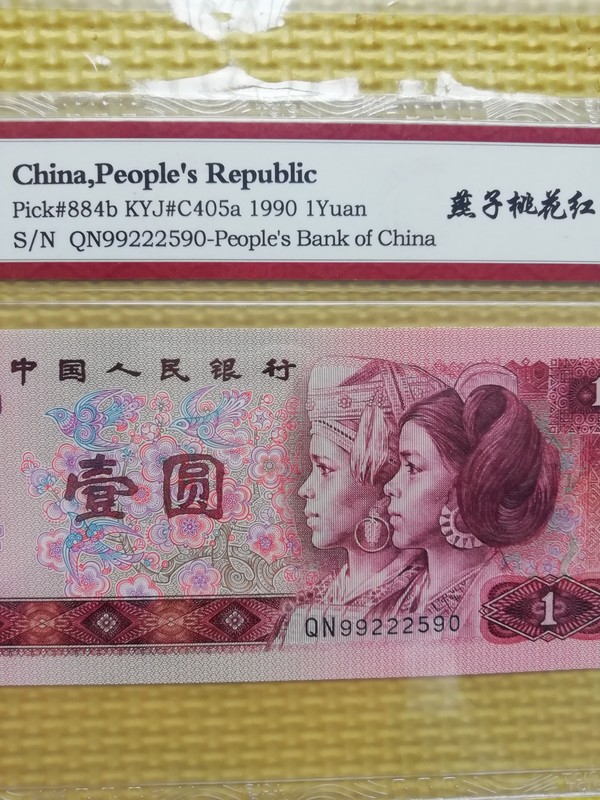 China,People's Republic
Pick#884b KYJ#C405a 1990 1Yuan
S/N QN99222590-People's Bank of China
燕子桃花红
中国人民银行
壹圆
QN99222590
1
1